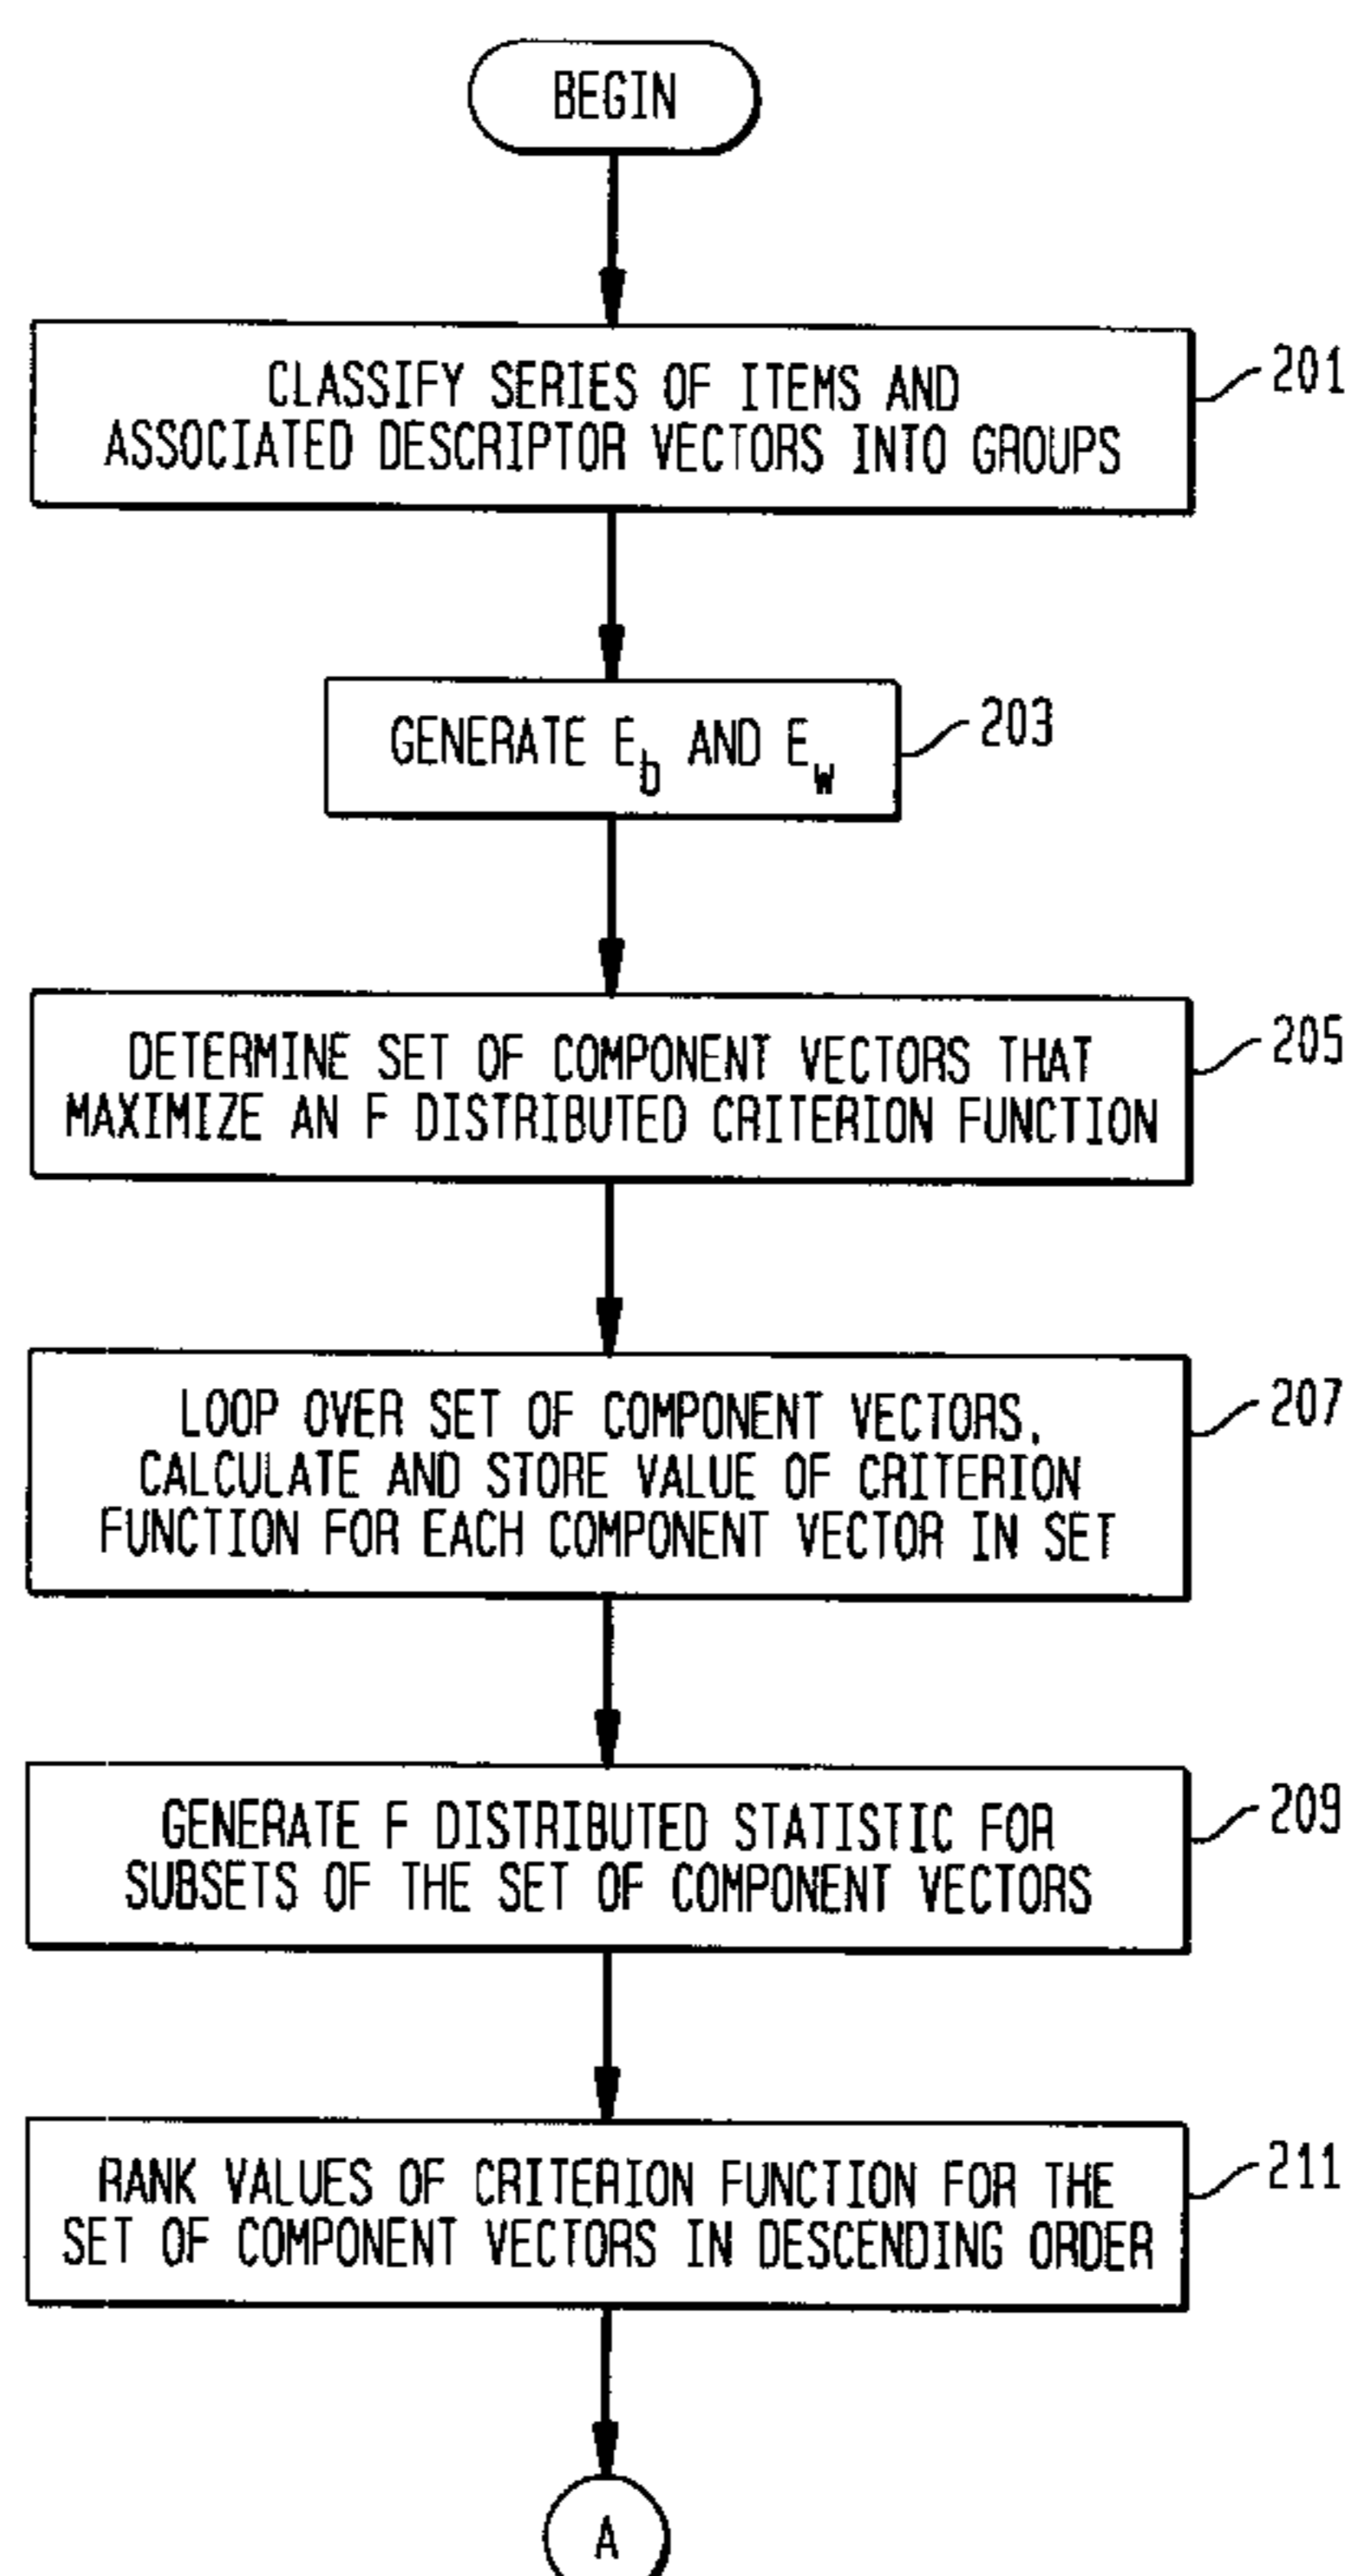 BEGIN
CLASSIFY SERIES OF ITEMS AND
ASSOCIATED DESCRIPTOR VECTORS INTO GROUPS
201
GENERATE E_b AND E_w
203
DETERMINE SET OF COMPONENT VECTORS THAT
MAXIMIZE AN F DISTRIBUTED CRITERION FUNCTION
205
LOOP OVER SET OF COMPONENT VECTORS,
CALCULATE AND STORE VALUE OF CRITERION
FUNCTION FOR EACH COMPONENT VECTOR IN SET
207
GENERATE F DISTRIBUTED STATISTIC FOR
SUBSETS OF THE SET OF COMPONENT VECTORS
209
RANK VALUES OF CRITERION FUNCTION FOR THE
SET OF COMPONENT VECTORS IN DESCENDING ORDER
211
A